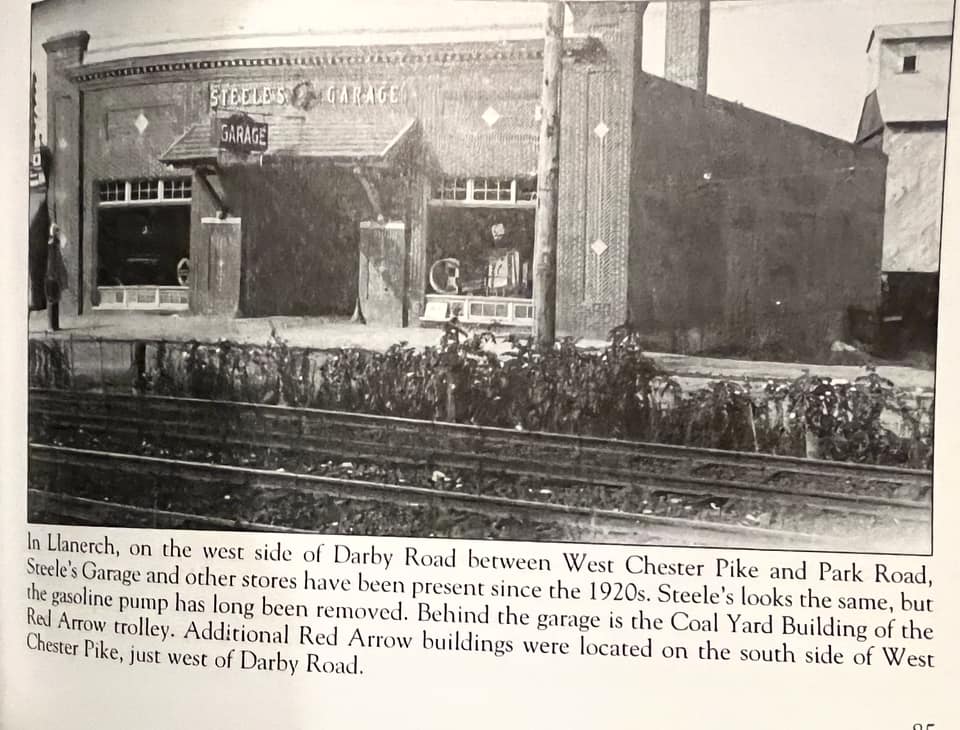 STEELE'S GARAGE
GARAGE
In Llanerch, on the west side of Darby Road between West Chester Pike and Park Road,
Steele's Garage and other stores have been present since the 1920s. Steele's looks the same, but
the gasoline pump has long been removed. Behind the garage is the Coal Yard Building of the
Red Arrow trolley. Additional Red Arrow buildings were located on the south side of West
Chester Pike, just west of Darby Road.